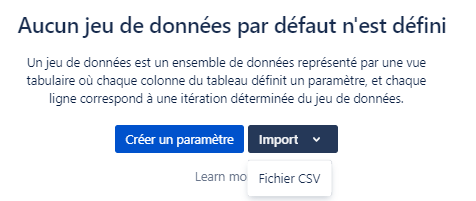 Aucun jeu de données par défaut n'est défini
Un jeu de données est un ensemble de données représenté par une vue
tabulaire où chaque colonne du tableau définit un paramètre, et chaque
ligne correspond à une itération déterminée du jeu de données.
Créer un paramètre Import
Learn mo Fichier CSV